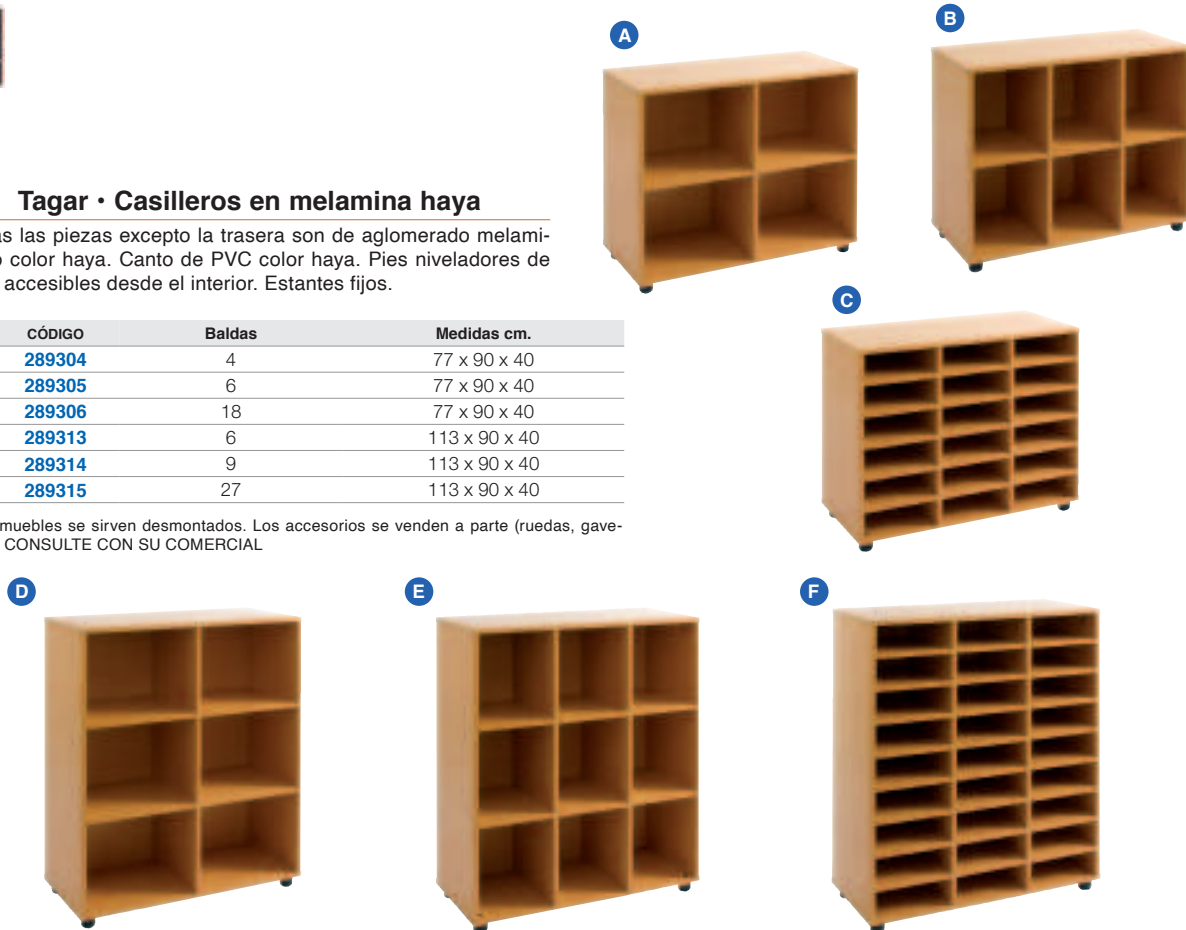 A
B
Tagar · Casilleros en melamina haya
las piezas excepto la trasera son de aglomerado melami-
color haya. Canto de PVC color haya. Pies niveladores de
accesibles desde el interior. Estantes fijos.
C
CÓDIGO Baldas Medidas cm.
289304 4 77 x 90 x 40
289305 6 77 x 90 x 40
289306 18 77 x 90 x 40
289313 6 113 x 90 x 40
289314 9 113 x 90 x 40
289315 27 113 x 90 x 40
muebles se sirven desmontados. Los accesorios se venden a parte (ruedas, gave-
CONSULTE CON SU COMERCIAL
D
E
F